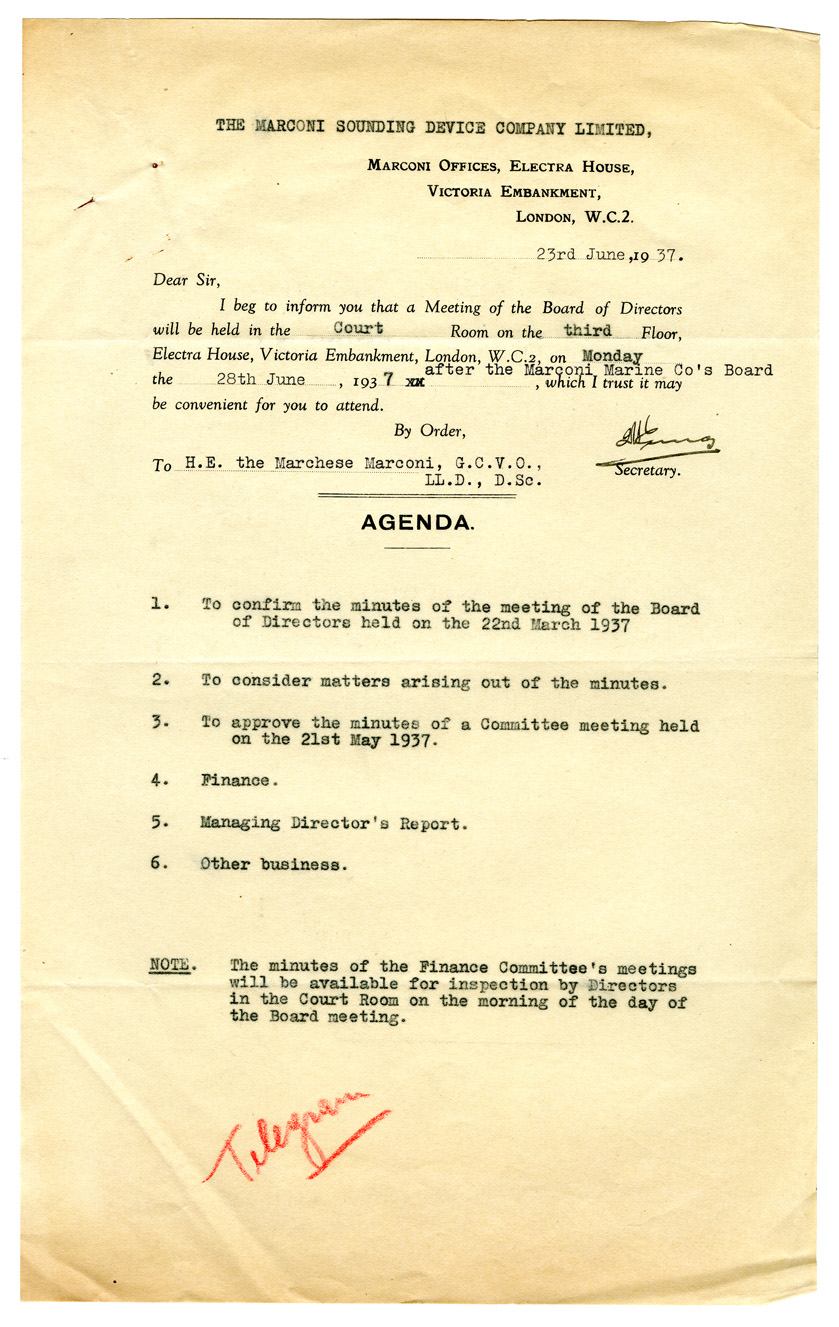 THE MARCONI SOUNDING DEVICE COMPANY LIMITED,
MARCONI OFFICES, ELECTRA HOUSE,
VICTORIA EMBANKMENT,
LONDON, W.C.2.
23rd June,19 37.
Dear Sir,
I beg to inform you that a Meeting of the Board of Directors
will be held in the Court Room on the third Floor,
Electra House, Victoria Embankment, London, W.C.2, on Monday
after the Marconi Marine Co's Board
the 28th June, 1937 xx, which I trust it may
be convenient for you to attend.
By Order,
To H.E. the Marchese Marconi, G.C.V.O.,
LL.D., D.Sc.
Secretary.
AGENDA.
1. To confirm the minutes of the meeting of the Board
of Directors held on the 22nd March 1937
2. To consider matters arising out of the minutes.
3. To approve the minutes of a Committee meeting held
on the 21st May 1937.
4. Finance.
5. Managing Director's Report.
6. Other business.
NOTE. The minutes of the Finance Committee's meetings
will be available for inspection by Directors
in the Court Room on the morning of the day of
the Board meeting.
Telegram